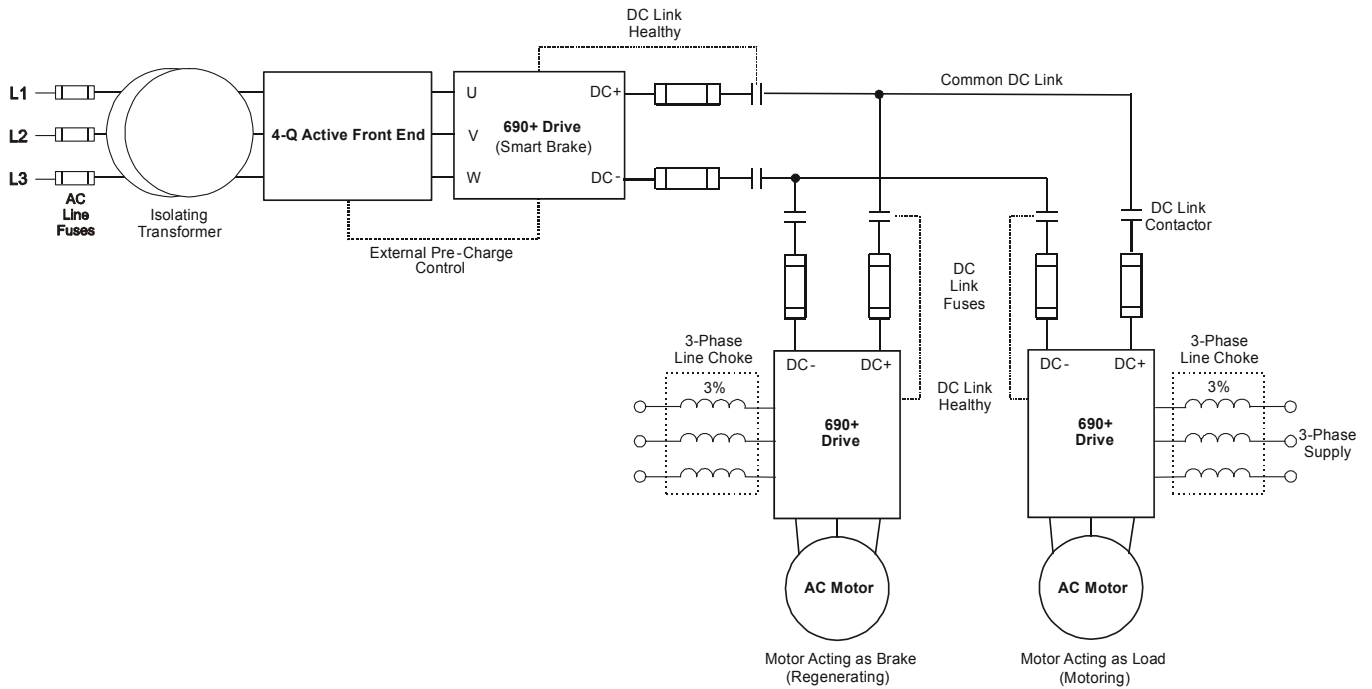 DC Link
Healthy
Common DC Link
L1
L2
L3
AC
Line
Fuses
Isolating
Transformer
4-Q Active Front End
U
V
W
690+ Drive
(Smart Brake)
DC+
DC-
External Pre-Charge
Control
DC Link
Contactor
DC
Link
Fuses
DC Link
Healthy
3-Phase
Line Choke
3%
DC-
DC+
690+
Drive
AC Motor
Motor Acting as Brake
(Regenerating)
DC-
DC+
690+
Drive
3-Phase
Line Choke
3%
3-Phase
Supply
AC Motor
Motor Acting as Load
(Motoring)